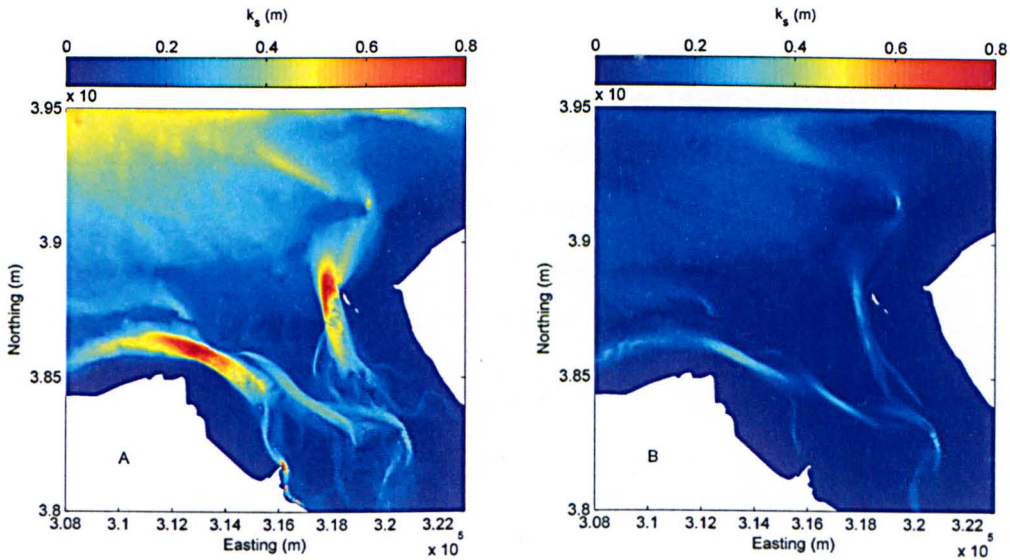 k_s (m)
0 0.2 0.4 0.6 0.8
x 10
3.95
3.9
3.85
3.8
Northing (m)
A
3.08 3.1 3.12 3.14 3.16 3.18 3.2 3.22
Easting (m)
x 10 5
k_s (m)
0 0.2 0.4 0.6 0.8
x 10
3.95
3.9
3.85
3.8
Northing (m)
B
3.08 3.1 3.12 3.14 3.16 3.18 3.2 3.22
Easting (m)
x 10 5